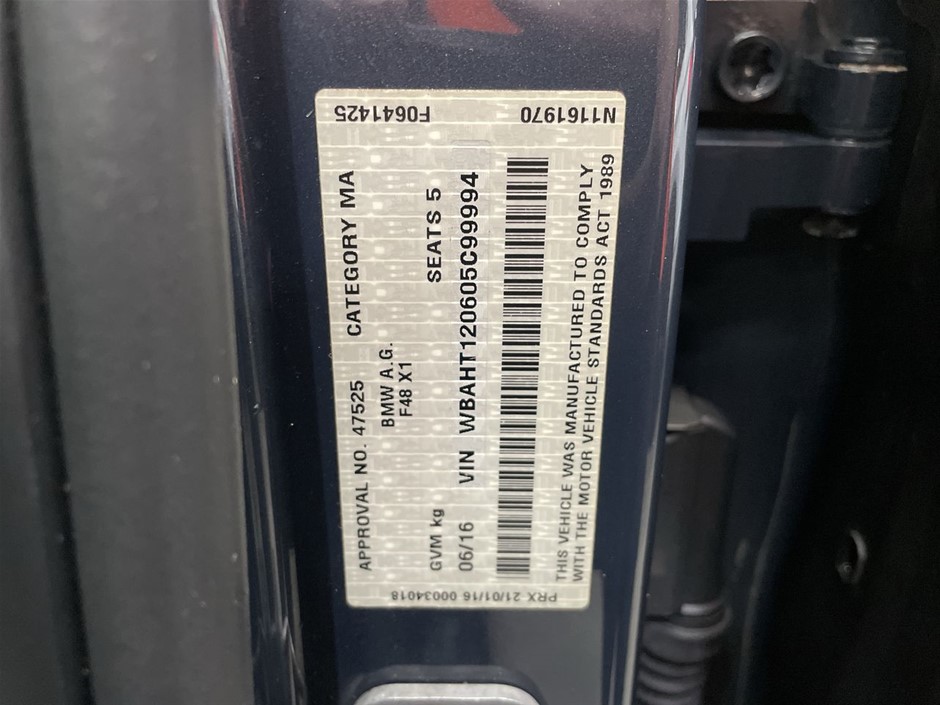 APPROVAL NO. 47525 CATEGORY MA
BMW A.G.
F48 X1
GVM kg SEATS 5
06/16 VIN WBAHT120605C99994
THIS VEHICLE WAS MANUFACTURED TO COMPLY
WITH THE MOTOR VEHICLE STANDARDS ACT 1989
F0641425
N1161970
PRX 21/01/16 00034018